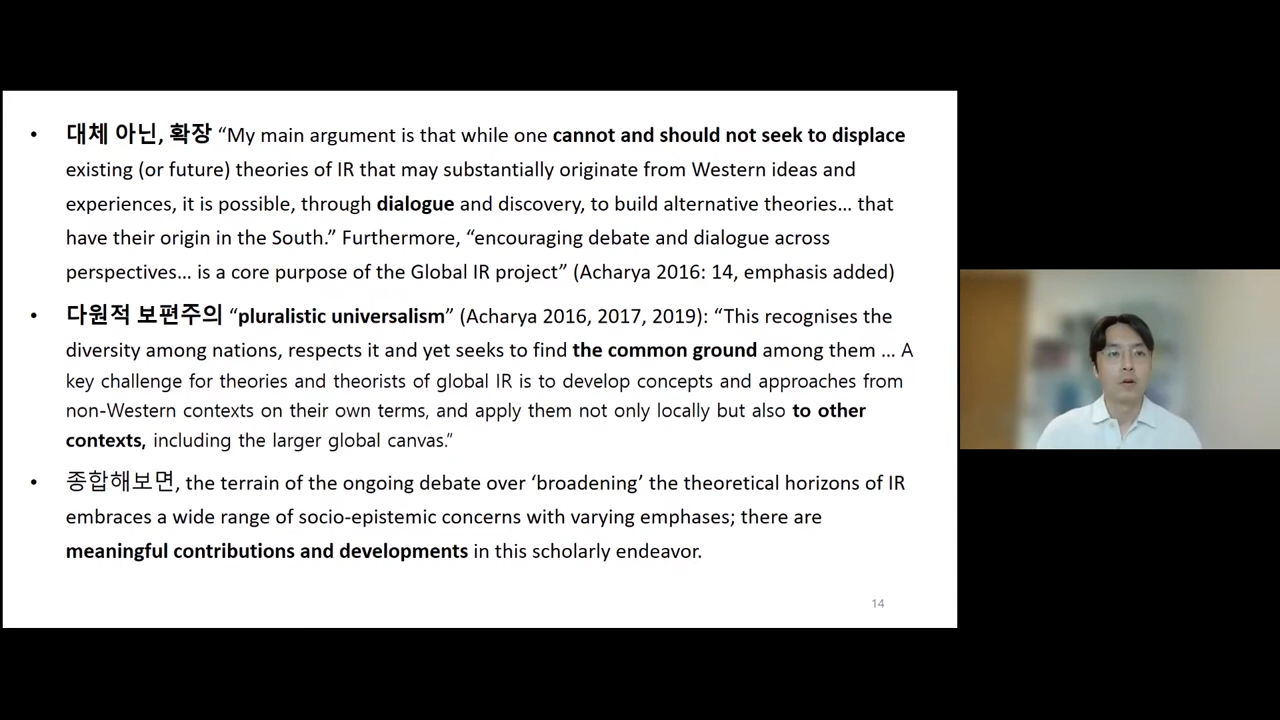 • 대체 아닌, 확장 “My main argument is that while one cannot and should not seek to displace
existing (or future) theories of IR that may substantially originate from Western ideas and
experiences, it is possible, through dialogue and discovery, to build alternative theories… that
have their origin in the South.” Furthermore, “encouraging debate and dialogue across
perspectives… is a core purpose of the Global IR project” (Acharya 2016: 14, emphasis added)
• 다원적 보편주의 “pluralistic universalism” (Acharya 2016, 2017, 2019): “This recognises the
diversity among nations, respects it and yet seeks to find the common ground among them … A
key challenge for theories and theorists of global IR is to develop concepts and approaches from
non-Western contexts on their own terms, and apply them not only locally but also to other
contexts, including the larger global canvas.”
• 종합해보면, the terrain of the ongoing debate over ‘broadening’ the theoretical horizons of IR
embraces a wide range of socio-epistemic concerns with varying emphases; there are
meaningful contributions and developments in this scholarly endeavor.
14